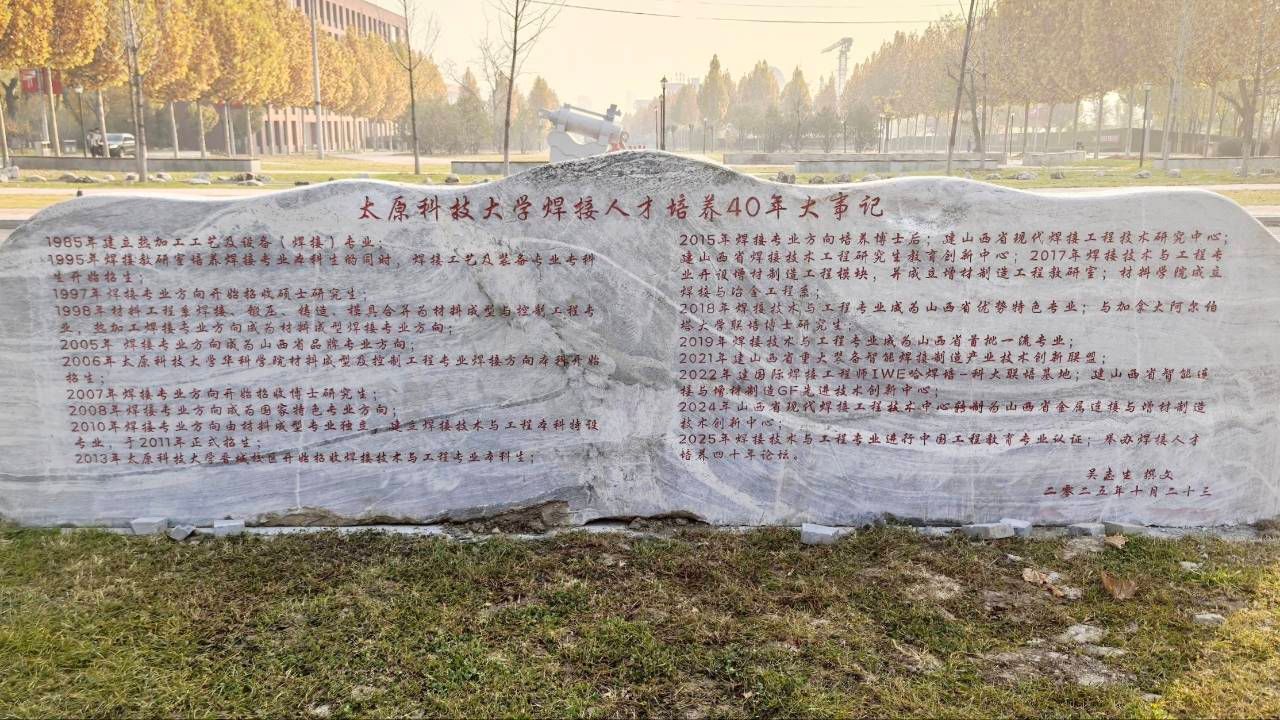 太原科技大学焊接人才培养40年大事记
1985年建立热加工工艺及设备(焊接)专业;
1995年焊接教研室培养焊接专业本科生的同时,焊接工艺及装备专业专科
生开始招生;
1997年焊接专业方向开始招收硕士研究生;
1998年材料工程系焊接、锻压、铸造、模具合并为材料成型与控制工程专
业,热加工焊接专业方向成为材料成型焊接专业方向;
2005年 焊接专业方向成为山西省品牌专业方向;
2006年太原科技大学华科学院材料成型及控制工程专业焊接方向本科开始
招生;
2007年焊接专业方向开始招收博士研究生;
2008年焊接专业方向成为国家特色专业方向;
2010年焊接专业方向由材料成型专业独立,建立焊接技术与工程本科特设
专业,于2011年正式招生;
2013年太原科技大学晋城校区开始招收焊接技术与工程专业本科生;
2015年焊接专业方向培养博士后;建山西省现代焊接工程技术研究中心;
建山西省焊接技术工程研究生教育创新中心;2017年焊接技术与工程专
业开设增材制造工程模块,并成立增材制造工程教研室;材料学院成立
焊接与冶金工程系;
2018年焊接技术与工程专业成为山西省优势特色专业;与加拿大阿尔伯
塔大学联培博士研究生;
2019年焊接技术与工程专业成为山西省首批一流专业;
2021年建山西省重大装备智能焊接制造产业技术创新联盟;
2022年建国际焊接工程师IWE哈焊培-科大联培基地;建山西省智能连
接与增材制造GF先进技术创新中心;
2024年山西省现代焊接工程技术中心转制为山西省金属连接与增材制造
技术创新中心;
2025年焊接技术与工程专业进行中国工程教育专业认证;举办焊接人才
培养四十年论坛。
吴志生 撰文
二零二五年十月二十三